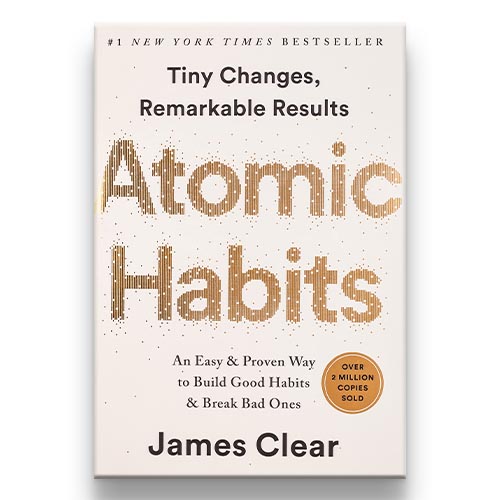 #1 NEW YORK TIMES BESTSELLER
Tiny Changes,
Remarkable Results
Atomic
Habits
An Easy & Proven Way
to Build Good Habits
& Break Bad Ones
OVER
2 MILLION
COPIES
SOLD
James Clear